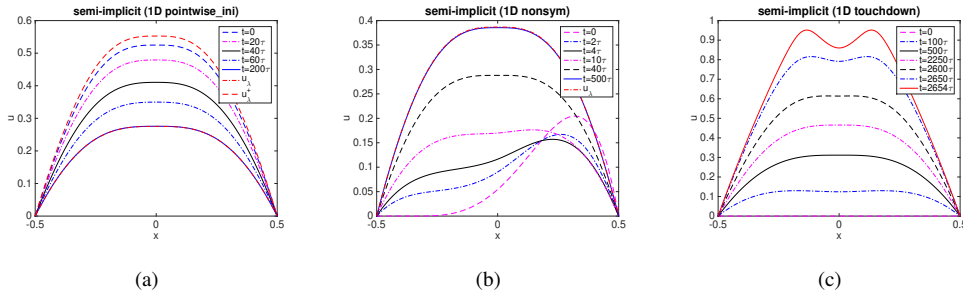 semi-implicit (1D pointwise_ini)
0.6
0.5
0.4
0.3
0.2
0.1
0
u
-0.5
0
0.5
x
t=0
t=20τ
t=40τ
t=60τ
t=200τ
u_λ
u_λ^+
(a)
semi-implicit (1D nonsym)
0.4
0.35
0.3
0.25
0.2
0.15
0.1
0.05
0
u
-0.5
0
0.5
x
t=0
t=2τ
t=4τ
t=10τ
t=40τ
t=500τ
u_λ
(b)
semi-implicit (1D touchdown)
1
0.9
0.8
0.7
0.6
0.5
0.4
0.3
0.2
0.1
0
u
-0.5
0
0.5
x
t=0
t=100τ
t=500τ
t=2250τ
t=2600τ
t=2650τ
t=2654τ
(c)